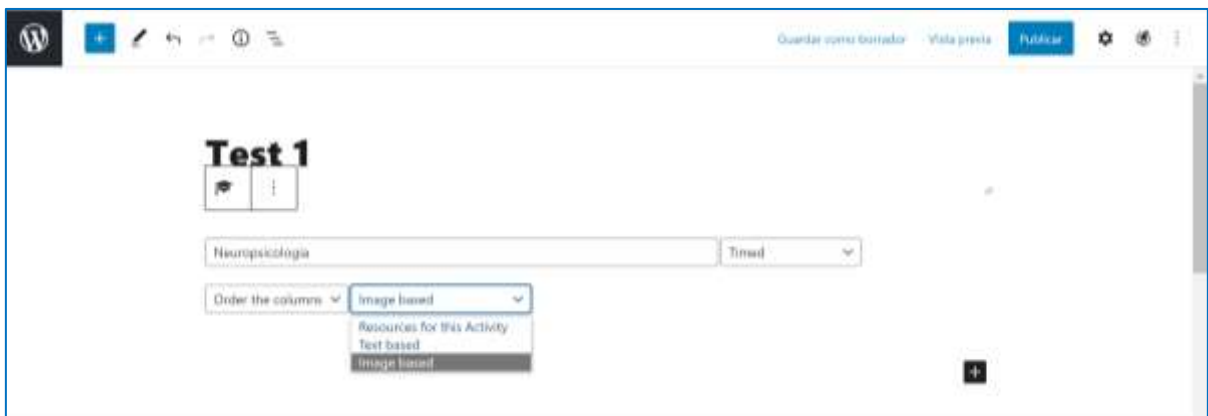 Guardar como borrador Vista previa Publicar
Test 1
Neuropsicología Timed
Order the columns Image based
Resources for this Activity
Text based
Image based